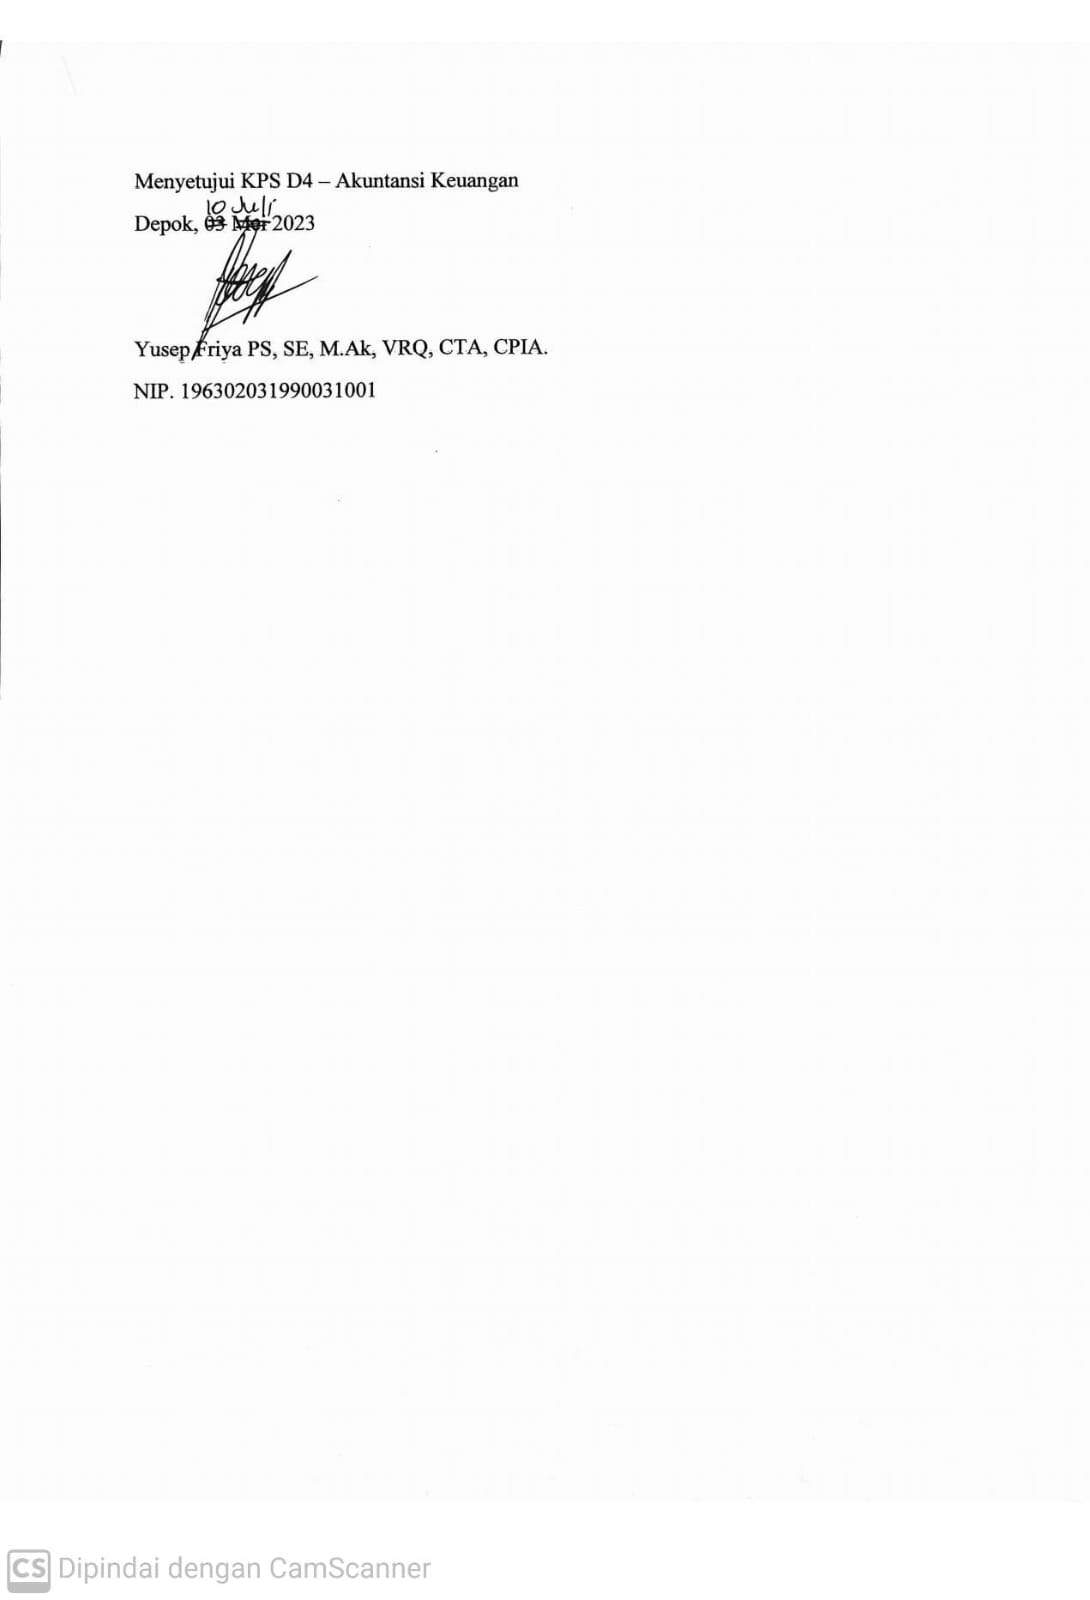 Menyetujui KPS D4 – Akuntansi Keuangan
10 Juli
Depok, 03 Mei 2023
Yusep Friya PS, SE, M.Ak, VRQ, CTA, CPIA.
NIP. 196302031990031001
CS Dipindai dengan CamScanner